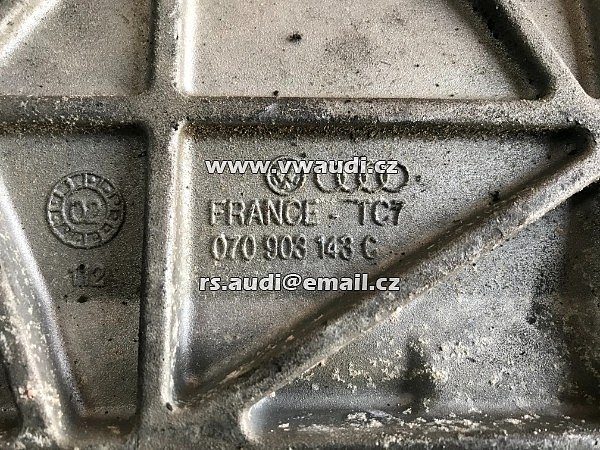 www.vwaudi.cz
FRANCE - TC7
02
070 903 143 C
112
rs.audi@email.cz